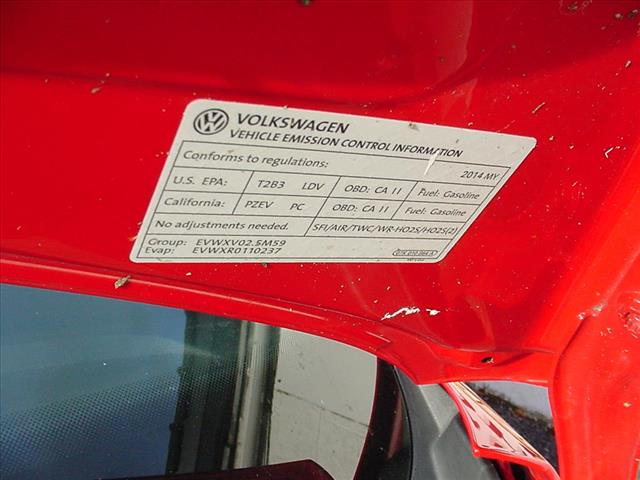 VOLKSWAGEN
VEHICLE EMISSION CONTROL INFORMATION
Conforms to regulations: 2014 MY
U.S. EPA: T2B3 LDV OBD: CA II Fuel: Gasoline
California: PZEV PC OBD: CA II Fuel: Gasoline
No adjustments needed. SFI/AIR/TWC/WR-HO2S/HO2S(2)
Group: EVWXV02.5M59
Evap: EVWXR0110237